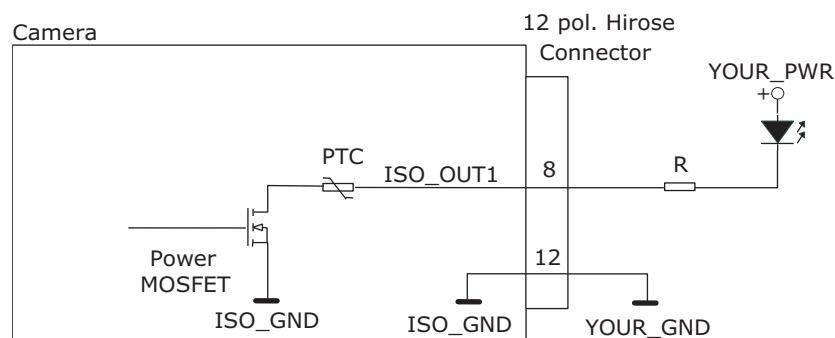 12 pol. Hirose
Connector
Camera
YOUR_PWR
+
PTC
ISO_OUT1
8
R
12
Power
MOSFET
ISO_GND
ISO_GND
YOUR_GND